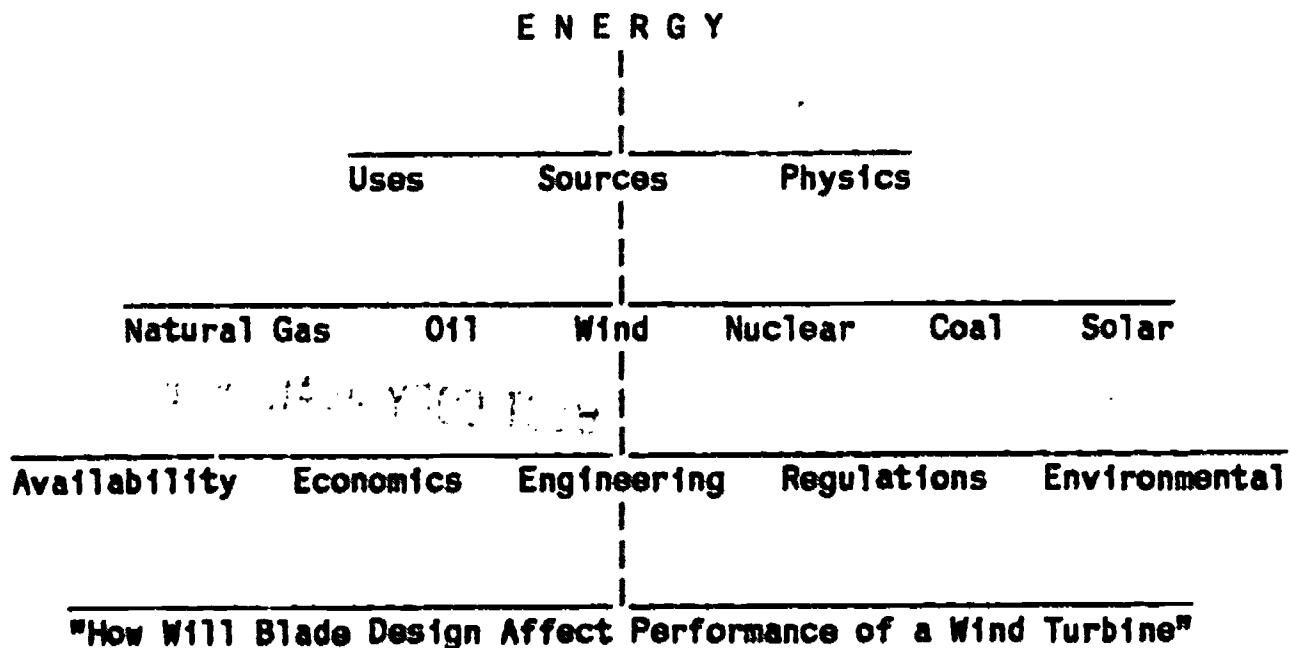 E N E R G Y
Uses Sources Physics
Natural Gas Oil Wind Nuclear Coal Solar
Availability Economics Engineering Regulations Environmental
"How Will Blade Design Affect Performance of a Wind Turbine"